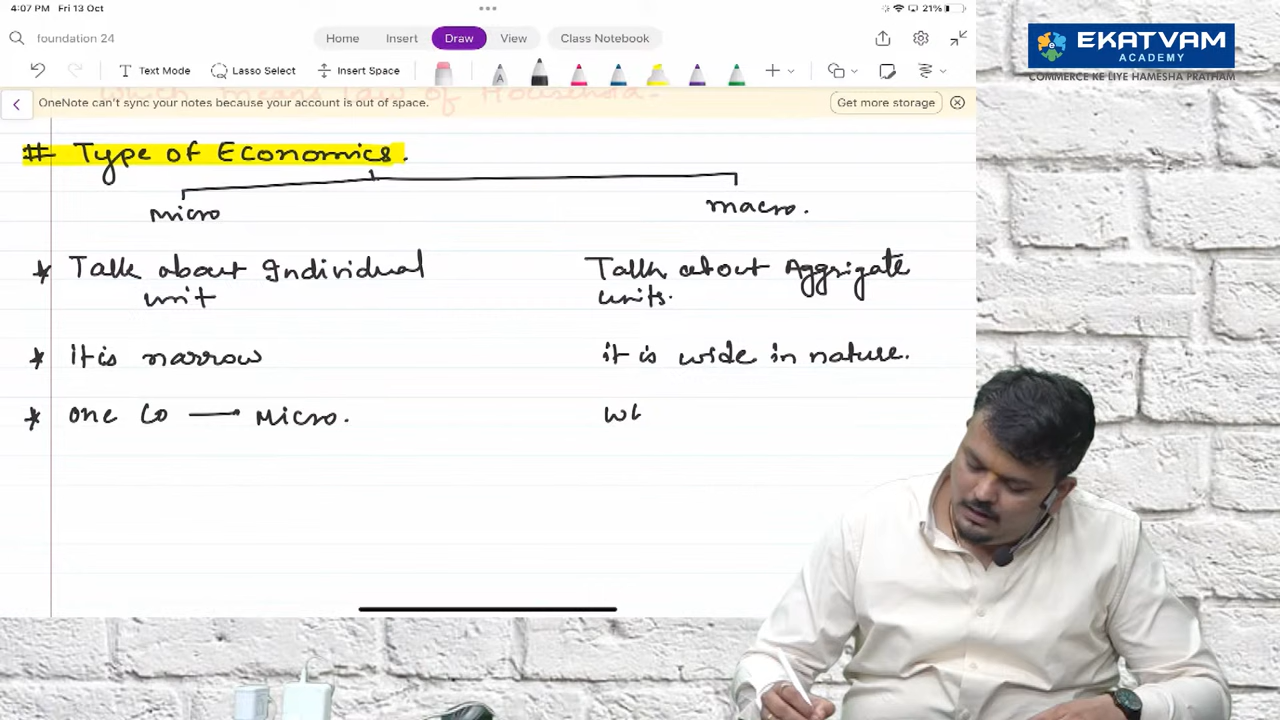 4:07 PM Fri 13 Oct
21%
foundation 24
Home Insert Draw View Class Notebook
Text Mode Lasso Select Insert Space
of Household.
OneNote can't sync your notes because your account is out of space.
Get more storage
# Type of Economics.
Micro
macro.
* Talk about Individual
unit
Talk about Aggrigate
units.
* It is narrow
it is wide in nature.
* One Co → Micro.
EKATVAM
ACADEMY
COMMERCE KE LIYE HAMESHA PRATHAM